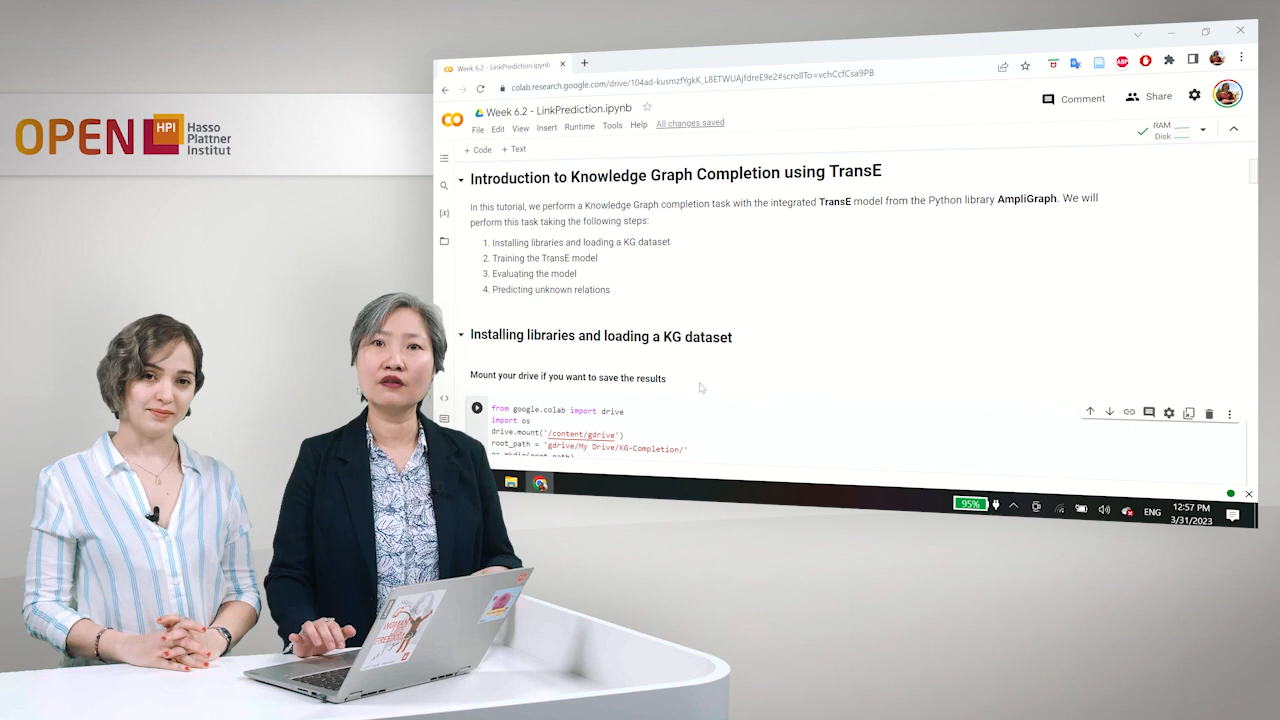 OPEN
HPI
Hasso
Plattner
Institut
Week 6.2 - LinkPrediction.ipynb
colab.research.google.com/drive/104ad-kusmzfYgkK_L8ETWUAjfdreE9e2#scrollTo=vchCcfCsa9PB
ABP
Week 6.2 - LinkPrediction.ipynb
Comment
Share
File Edit View Insert Runtime Tools Help All changes saved
RAM
Disk
+ Code + Text
Introduction to Knowledge Graph Completion using TransE
In this tutorial, we perform a Knowledge Graph completion task with the integrated TransE model from the Python library AmpliGraph. We will
perform this task taking the following steps:
1. Installing libraries and loading a KG dataset
2. Training the TransE model
3. Evaluating the model
4. Predicting unknown relations
Installing libraries and loading a KG dataset
Mount your drive if you want to save the results
from google.colab import drive
import os
drive.mount('/content/gdrive')
root_path = 'gdrive/My Drive/KG-Completion/'
os.mkdir(root_path)
95%
ENG
12:57 PM
3/31/2023
WOMAN
FREEDOM